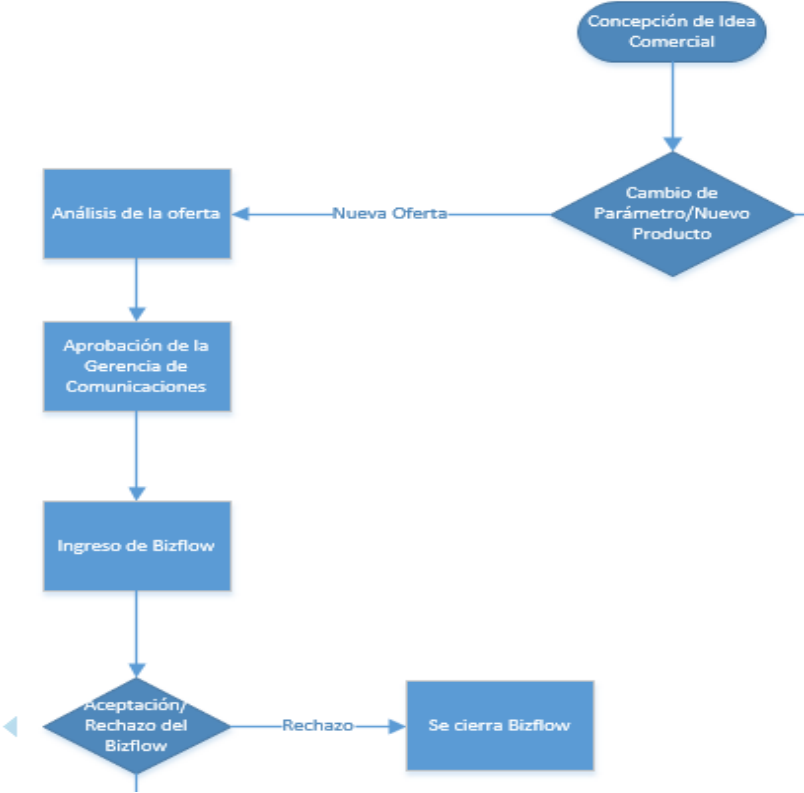 Concepción de Idea
Comercial
Cambio de
Parámetro/Nuevo
Producto
Nueva Oferta
Análisis de la oferta
Aprobación de la
Gerencia de
Comunicaciones
Ingreso de Bizflow
Aceptación/
Rechazo del
Bizflow
Rechazo
Se cierra Bizflow